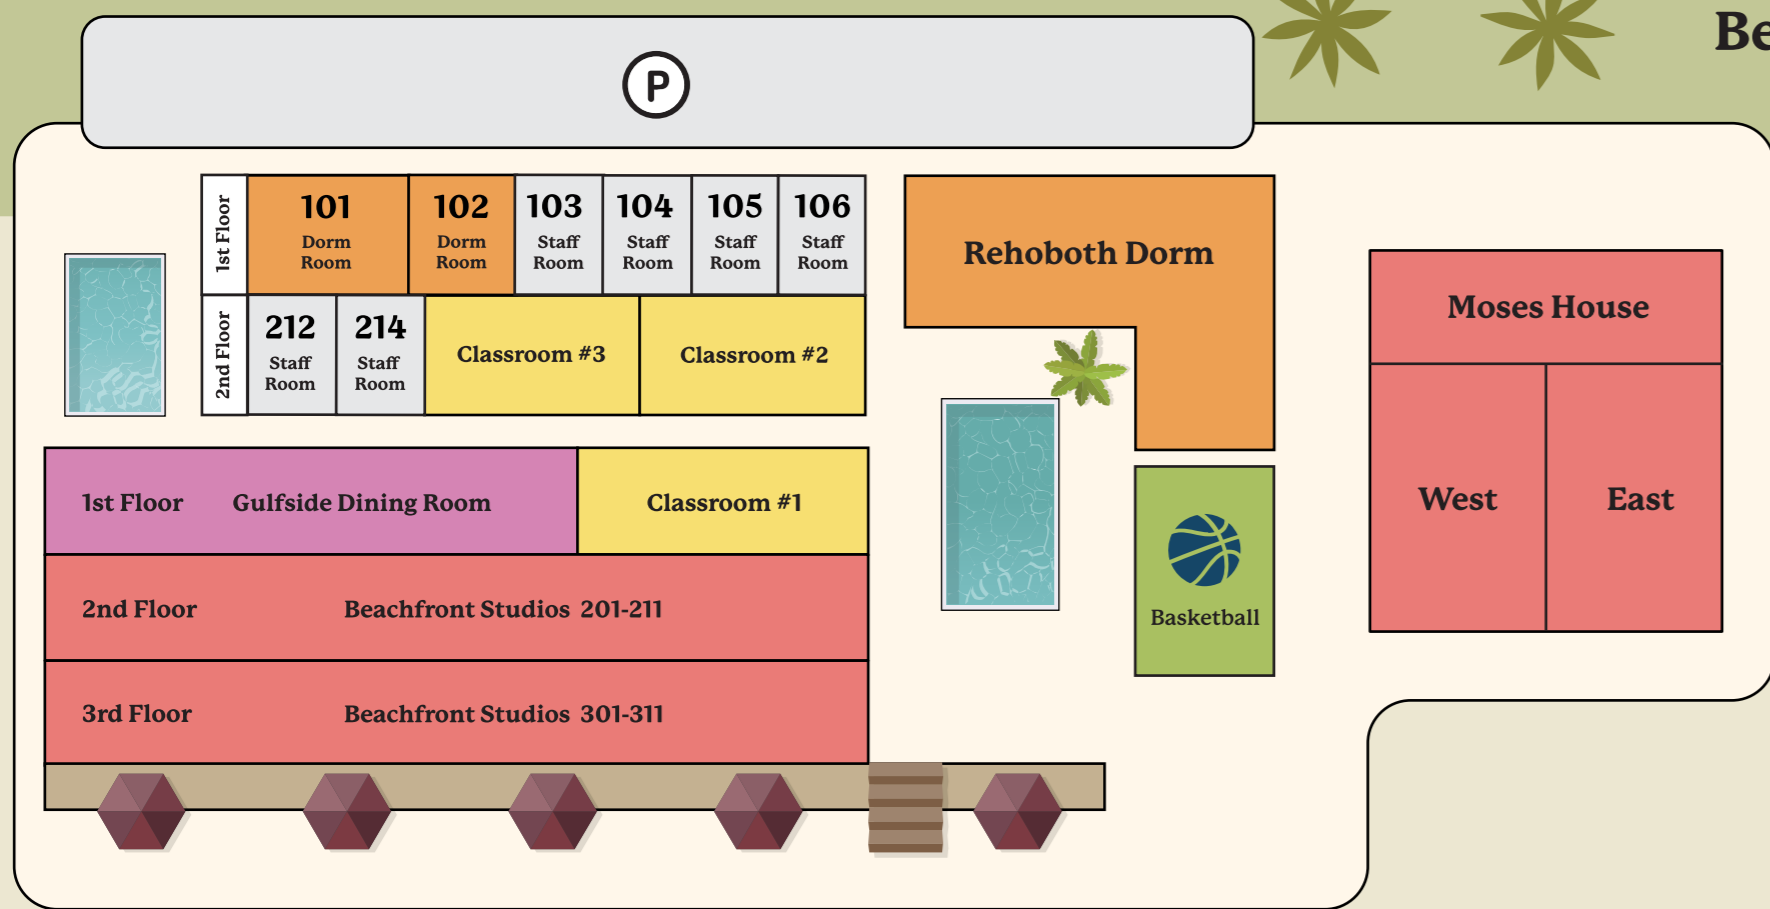 Be
P
1st Floor
101
Dorm
Room
102
Dorm
Room
103
Staff
Room
104
Staff
Room
105
Staff
Room
106
Staff
Room
2nd Floor
212
Staff
Room
214
Staff
Room
Classroom #3
Classroom #2
Rehoboth Dorm
Moses House
West
East
1st Floor Gulfside Dining Room
Classroom #1
Basketball
2nd Floor Beachfront Studios 201-211
3rd Floor Beachfront Studios 301-311